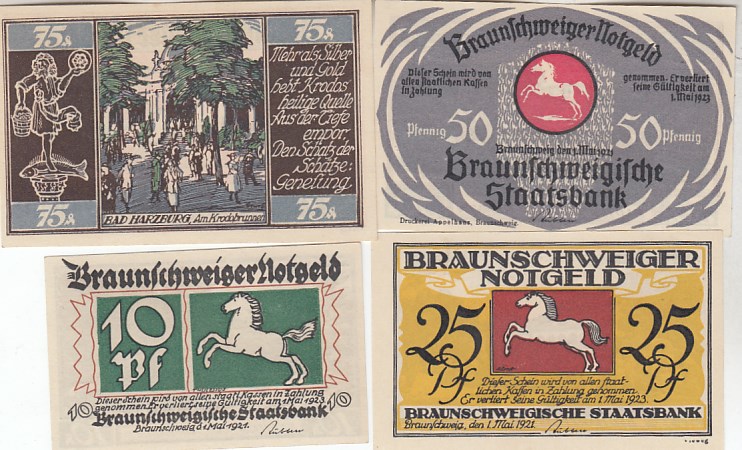 75₰
75₰
Mehr als Silber
und Gold
hebt Krodos
heilige Quelle
Aus der Tiefe
empor,
Den Schatz der
Schätze:
Genesung.
75₰
BAD HARZBURG, Am Krodobrunnen
75₰
Braunschweiger Notgeld
Dieser Schein wird von
allen staatlichen Kassen
in Zahlung
genommen. Er verliert
seine Gültigkeit am
1. Mai 1923
Pfennig 50
50 Pfennig
Braunschweig den 1. Mai 1921
Braunschweigische
Staatsbank
Druckerei Appelhans, Braunschweig.
Braunschweiger Notgeld
10
Pf
Dieser Schein wird von allen staatl. Kassen in Zahlung
genommen. Er verliert seine Gültigkeit am 1. Mai 1923.
10 Braunschweigische Staatsbank 10
Braunschweig d. 1. Mai 1921.
BRAUNSCHWEIGER
NOTGELD
25
Pf
25
Pf
Dieser Schein wird von allen staat-
lichen Kassen in Zahlung genommen.
Er verliert seine Gültigkeit am 1. Mai 1923.
BRAUNSCHWEIGISCHE STAATSBANK
Braunschweig, den 1. Mai 1921.